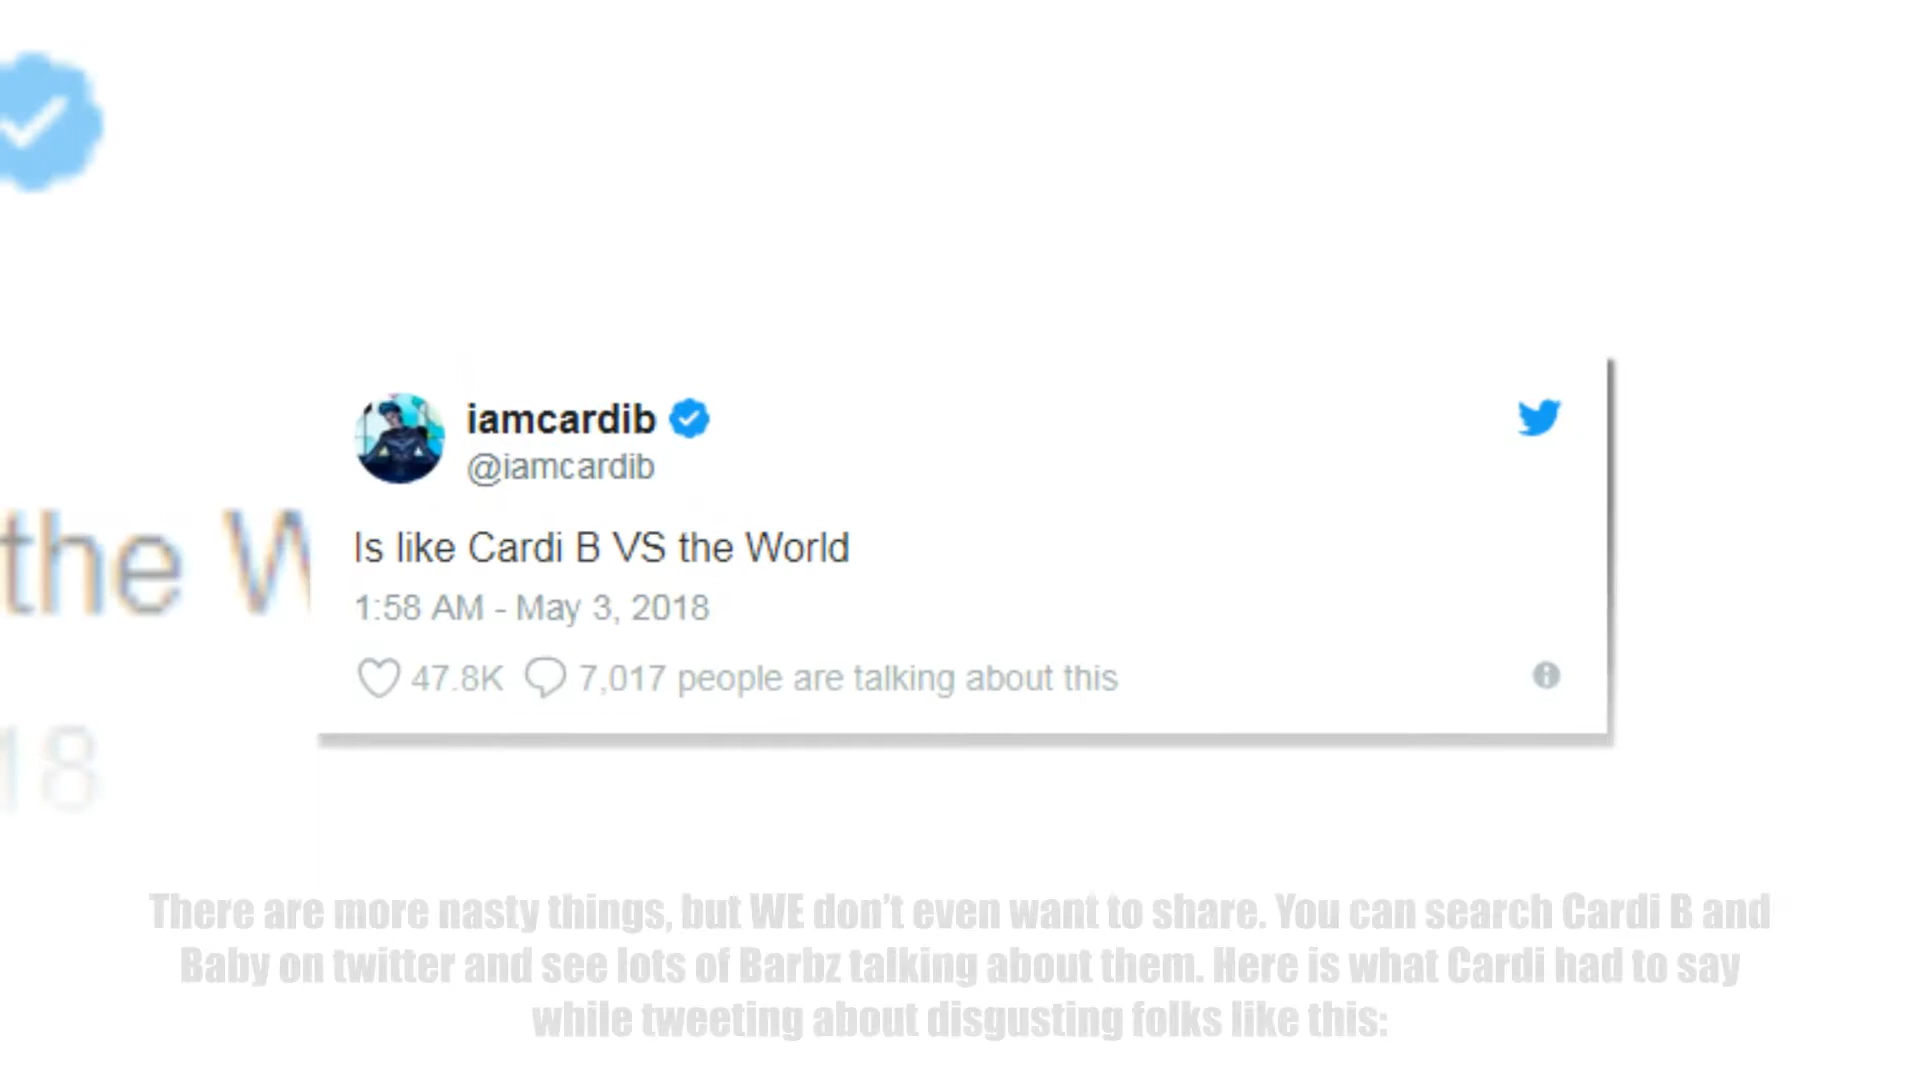 iamcardib
@iamcardib
the W
Is like Cardi B VS the World
1:58 AM - May 3, 2018
47.8K 7,017 people are talking about this
18
There are more nasty things, but WE don't even want to share. You can search Cardi B and
Baby on twitter and see lots of Barbz talking about them. Here is what Cardi had to say
while tweeting about disgusting folks like this: